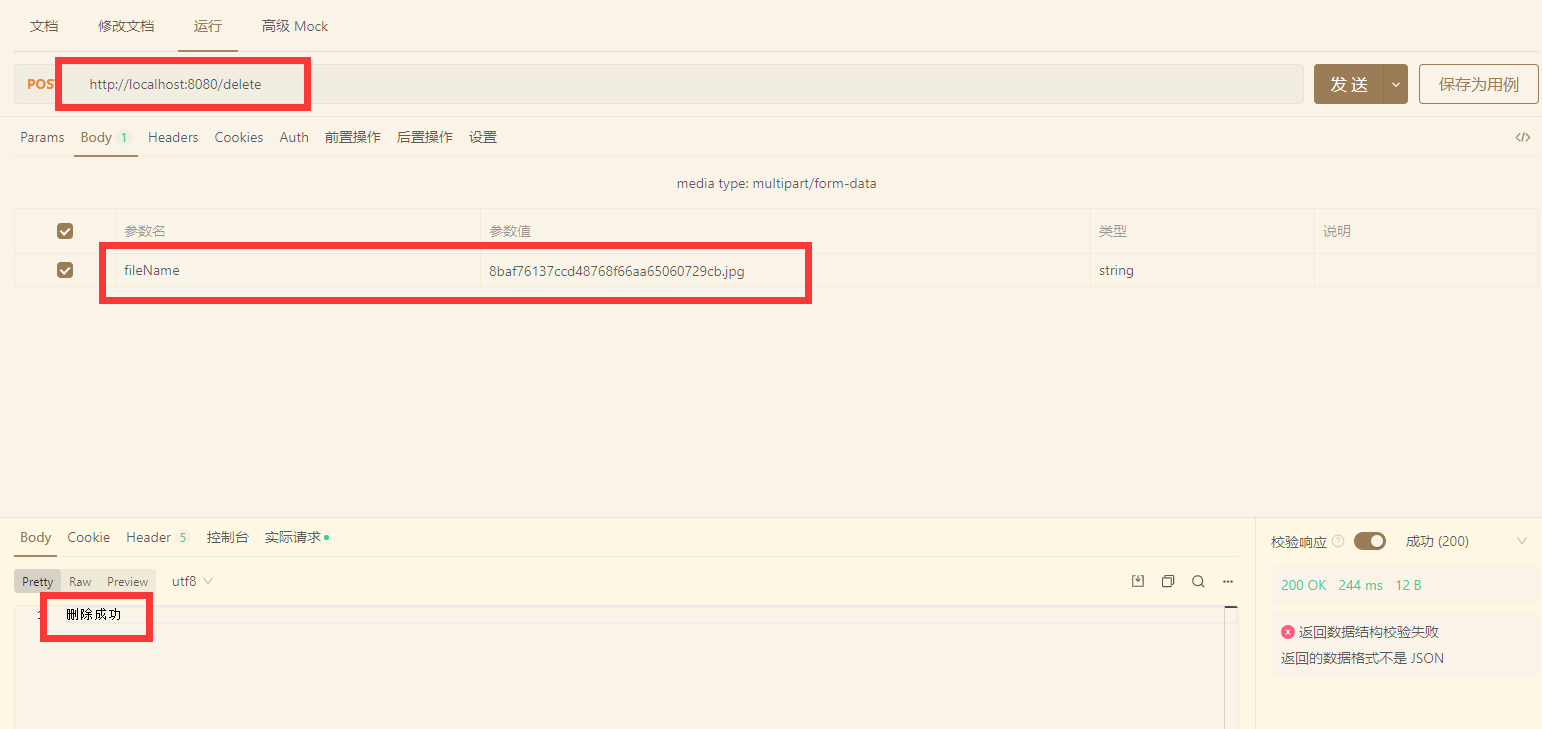 文档 修改文档 运行 高级 Mock
POST http://localhost:8080/delete 发 送 保存为用例
Params Body 1 Headers Cookies Auth 前置操作 后置操作 设置 </>
media type: multipart/form-data
参数名 参数值 类型 说明
fileName 8baf76137ccd48768f66aa65060729cb.jpg string
Body Cookie Header 5 控制台 实际请求 校验响应 成功 (200)
Pretty Raw Preview utf8
200 OK 244 ms 12 B
1 删除成功
返回数据结构校验失败
返回的数据格式不是 JSON